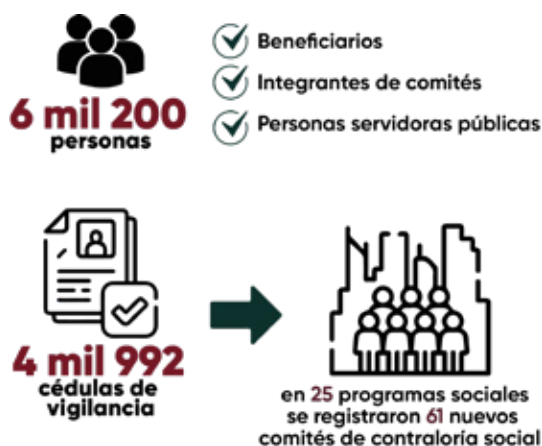 6 mil 200
personas
Beneficiarios
Integrantes de comités
Personas servidoras públicas
4 mil 992
cédulas de
vigilancia
en 25 programas sociales
se registraron 61 nuevos
comités de contraloría social